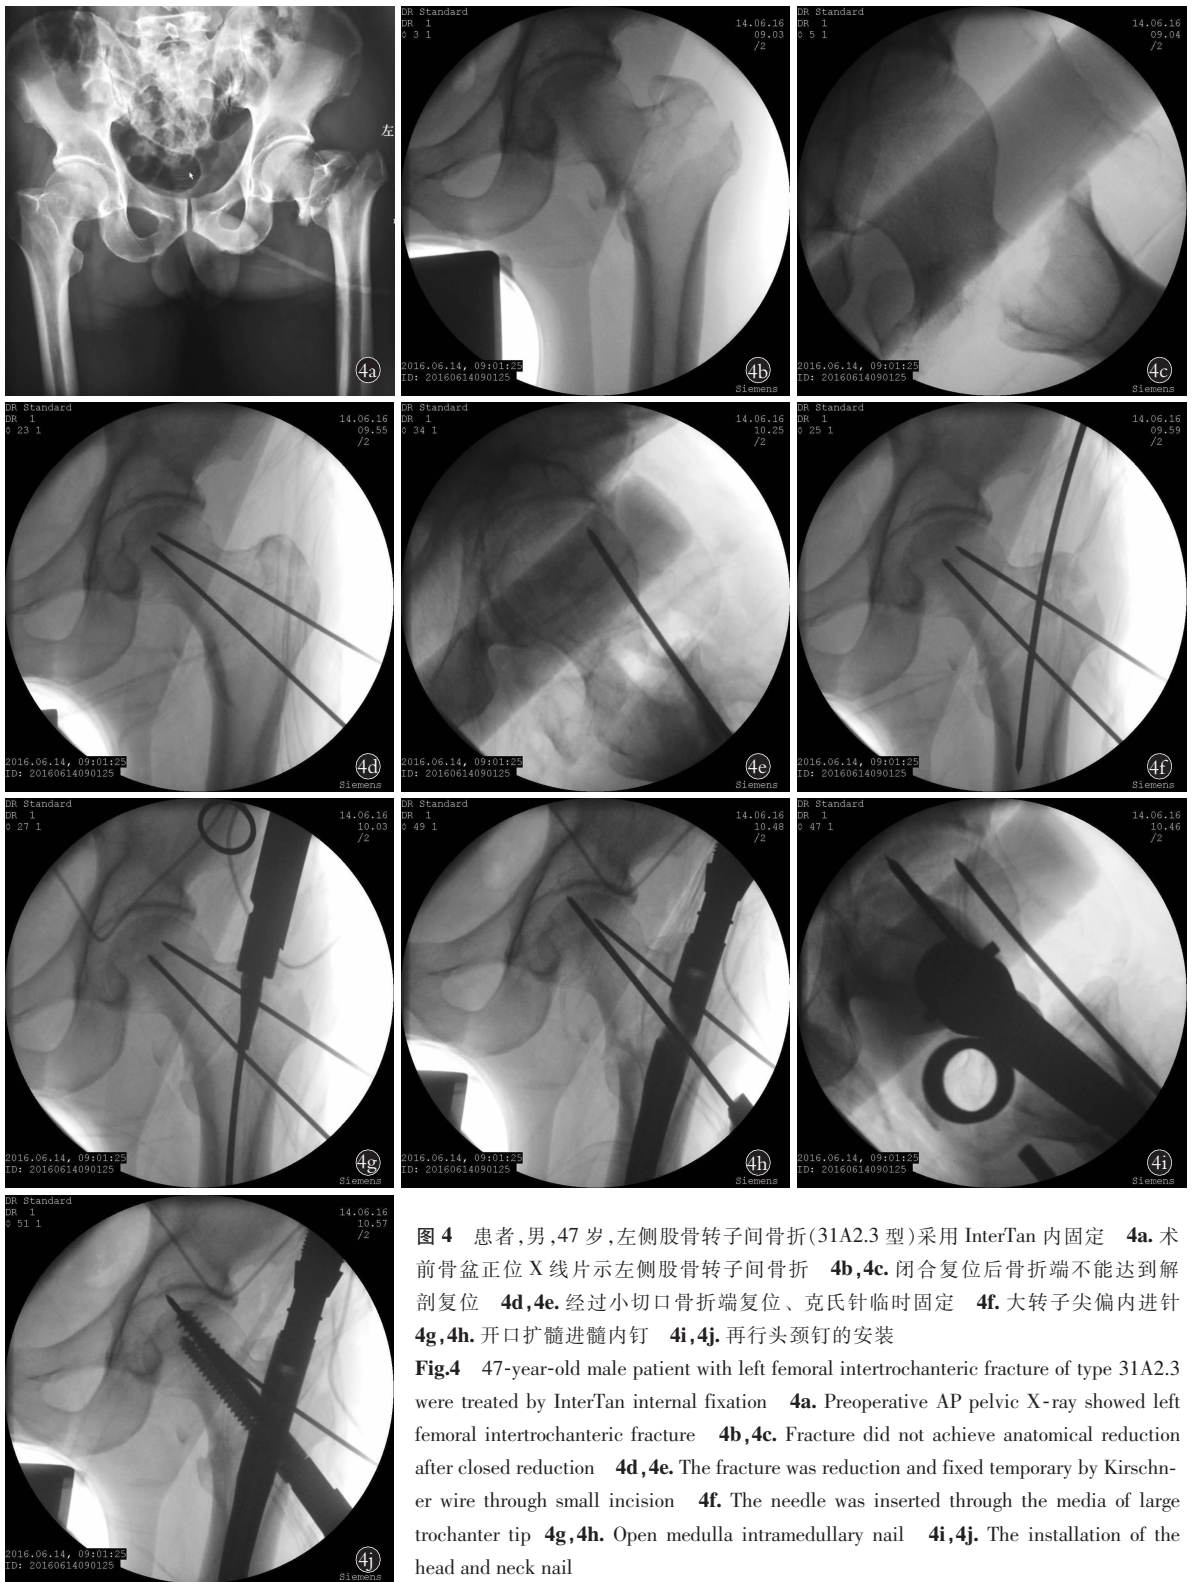 左
4a
DR Standard
DR 1
◊ 3 1
14.06.16
09.03
/2
2016.06.14, 09:01:25
ID: 20160614090125
4b
Siemens
DR Standard
DR 1
◊ 5 1
14.06.16
09.04
/2
2016.06.14, 09:01:25
ID: 20160614090125
4c
Siemens
DR Standard
DR 1
◊ 23 1
14.06.16
09.55
/2
2016.06.14, 09:01:25
ID: 20160614090125
4d
Siemens
DR Standard
DR 1
◊ 34 1
14.06.16
10.25
/2
2016.06.14, 09:01:25
ID: 20160614090125
4e
Siemens
DR Standard
DR 1
◊ 25 1
14.06.16
09.59
/2
2016.06.14, 09:01:25
ID: 20160614090125
4f
Siemens
DR Standard
DR 1
◊ 27 1
14.06.16
10.03
/2
2016.06.14, 09:01:25
ID: 20160614090125
4g
Siemens
DR Standard
DR 1
◊ 49 1
14.06.16
10.48
/2
2016.06.14, 09:01:25
ID: 20160614090125
4h
Siemens
DR Standard
DR 1
◊ 47 1
14.06.16
10.46
/2
2016.06.14, 09:01:25
ID: 20160614090125
4i
Siemens
DR Standard
DR 1
◊ 51 1
14.06.16
10.57
/2
2016.06.14, 09:01:25
ID: 20160614090125
4j
Siemens
图 4 患者,男,47 岁,左侧股骨转子间骨折(31A2.3 型)采用 InterTan 内固定 4a. 术
前骨盆正位 X 线片示左侧股骨转子间骨折 4b,4c. 闭合复位后骨折端不能达到解
剖复位 4d,4e. 经过小切口骨折端复位、克氏针临时固定 4f. 大转子尖偏内进针
4g,4h. 开口扩髓进髓内钉 4i,4j. 再行头颈钉的安装
Fig.4 47-year-old male patient with left femoral intertrochanteric fracture of type 31A2.3
were treated by InterTan internal fixation 4a. Preoperative AP pelvic X-ray showed left
femoral intertrochanteric fracture 4b,4c. Fracture did not achieve anatomical reduction
after closed reduction 4d,4e. The fracture was reduction and fixed temporary by Kirschn-
er wire through small incision 4f. The needle was inserted through the media of large
trochanter tip 4g,4h. Open medulla intramedullary nail 4i,4j. The installation of the
head and neck nail